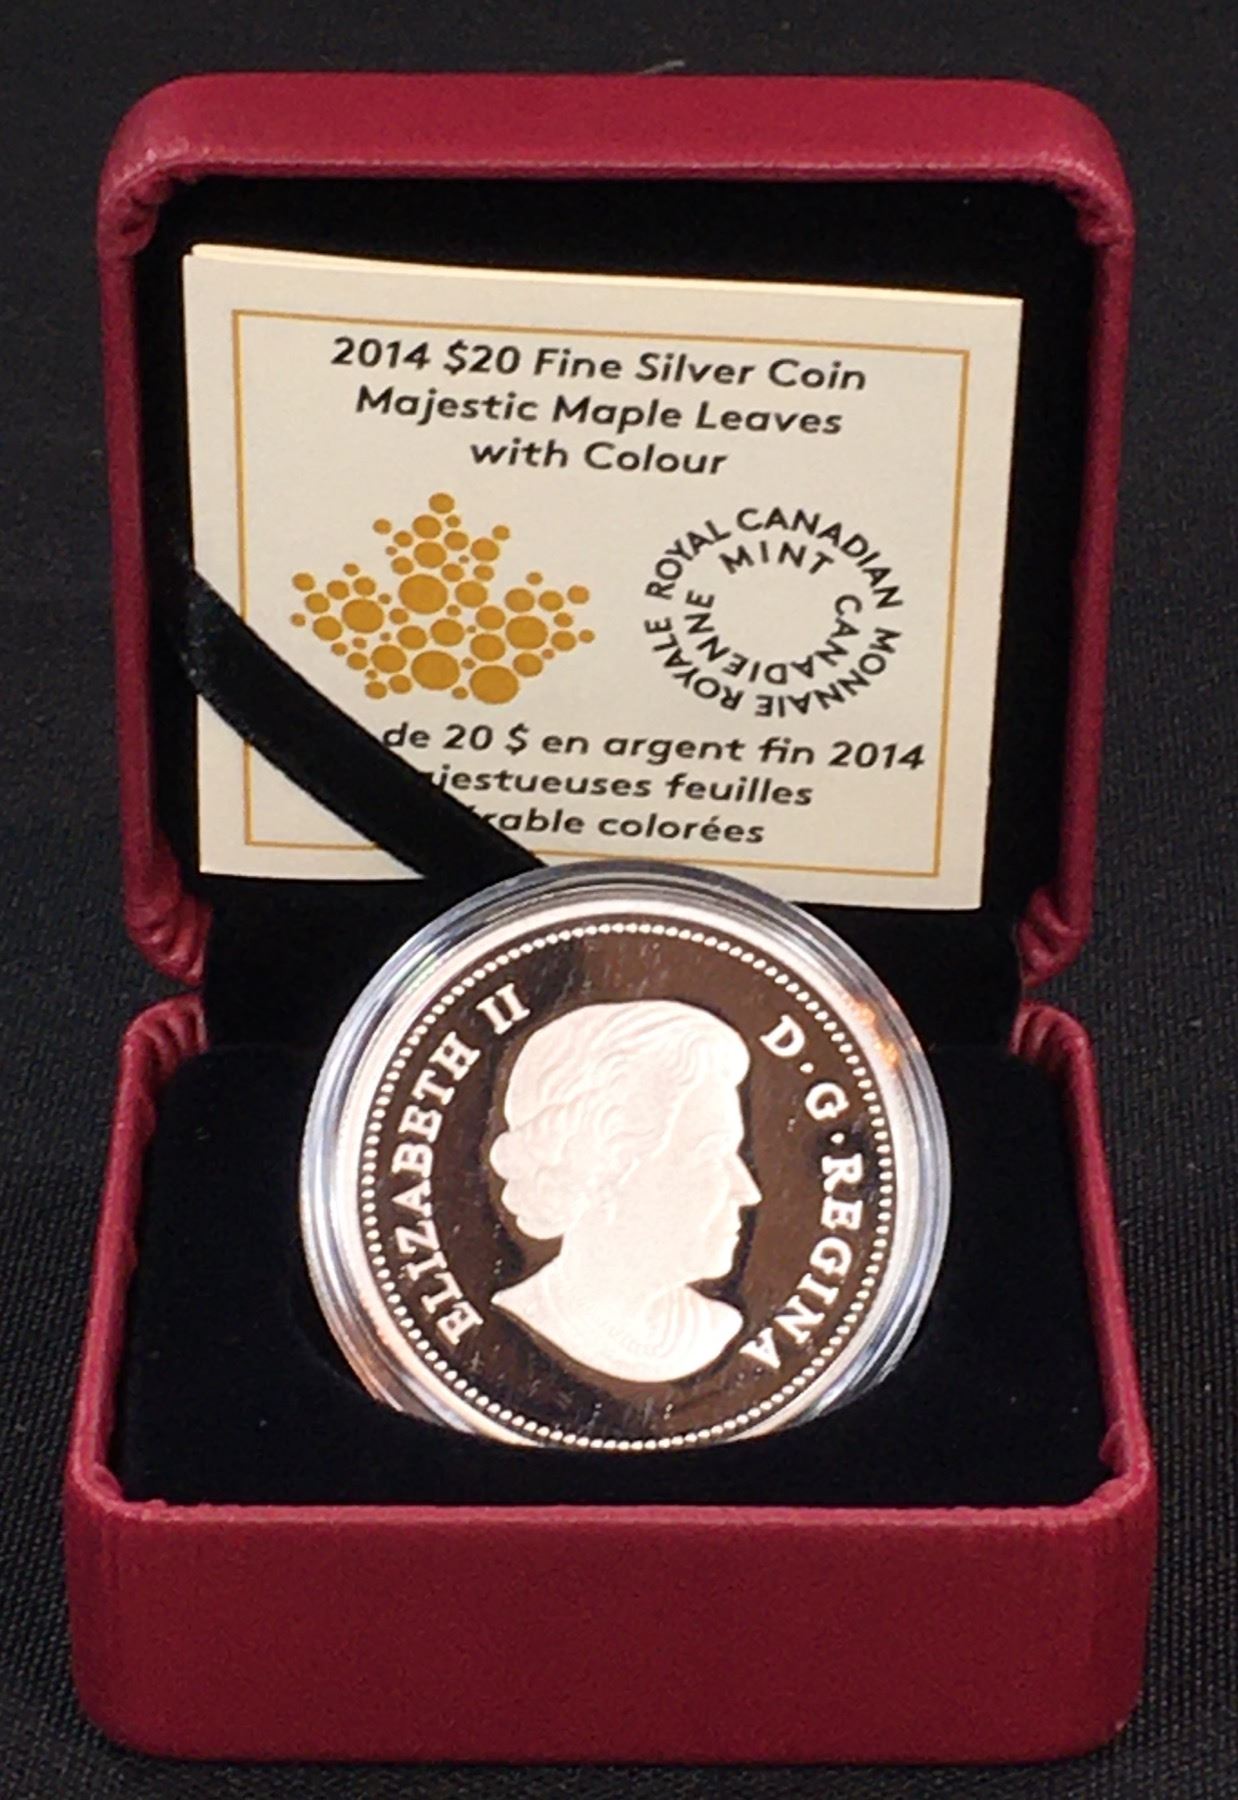 2014 $20 Fine Silver Coin
Majestic Maple Leaves
with Colour
ROYAL CANADIAN MINT
MONNAIE ROYALE CANADIENNE
de 20 $ en argent fin 2014
feuilles
colorées
ELIZABETH II D·G·REGINA